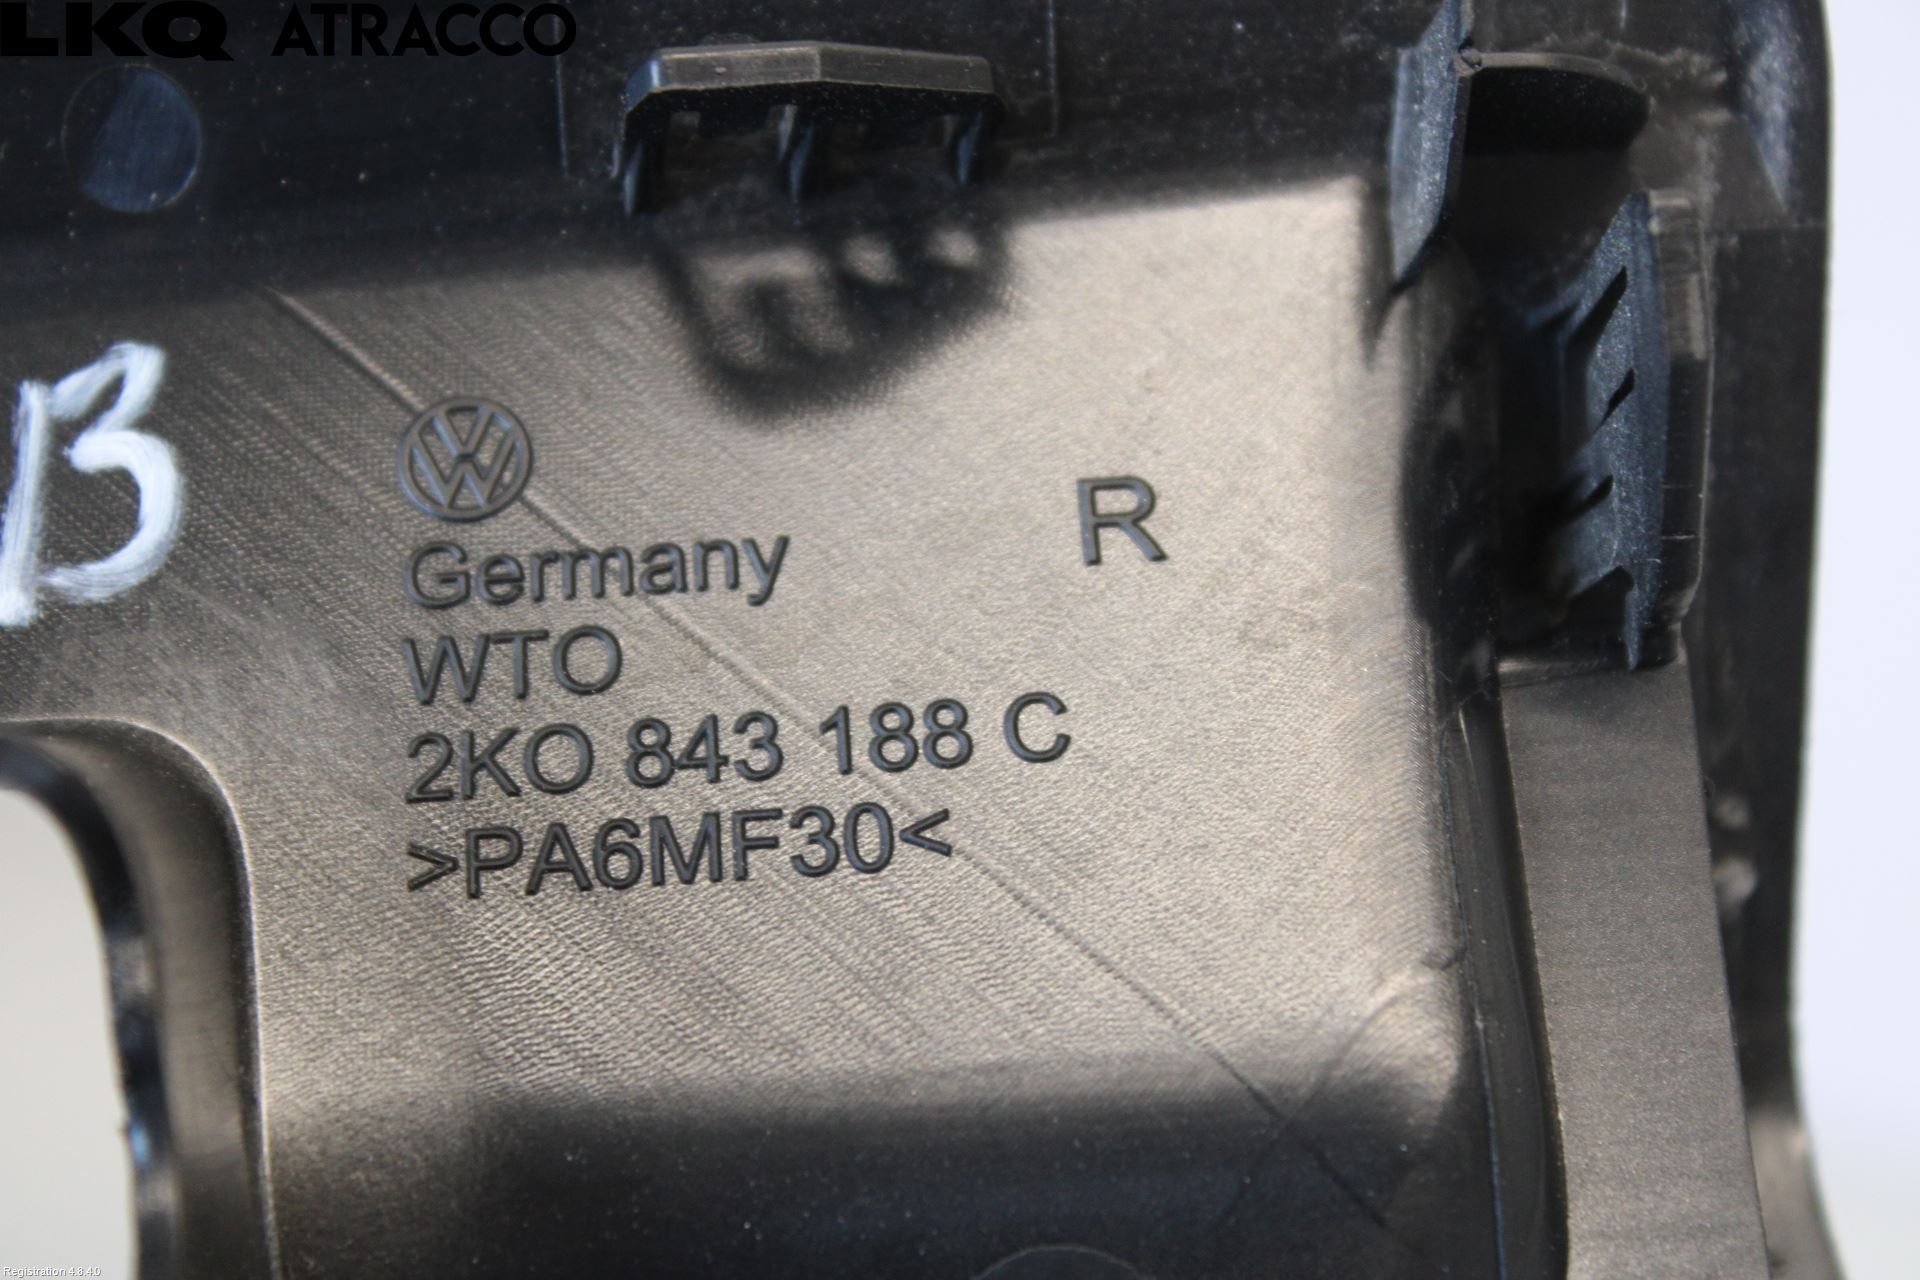 LKQ ATRACCO
B
Germany
R
WTO
2KO 843 188 C
>PA6MF30<
Registration 4.8.4.0